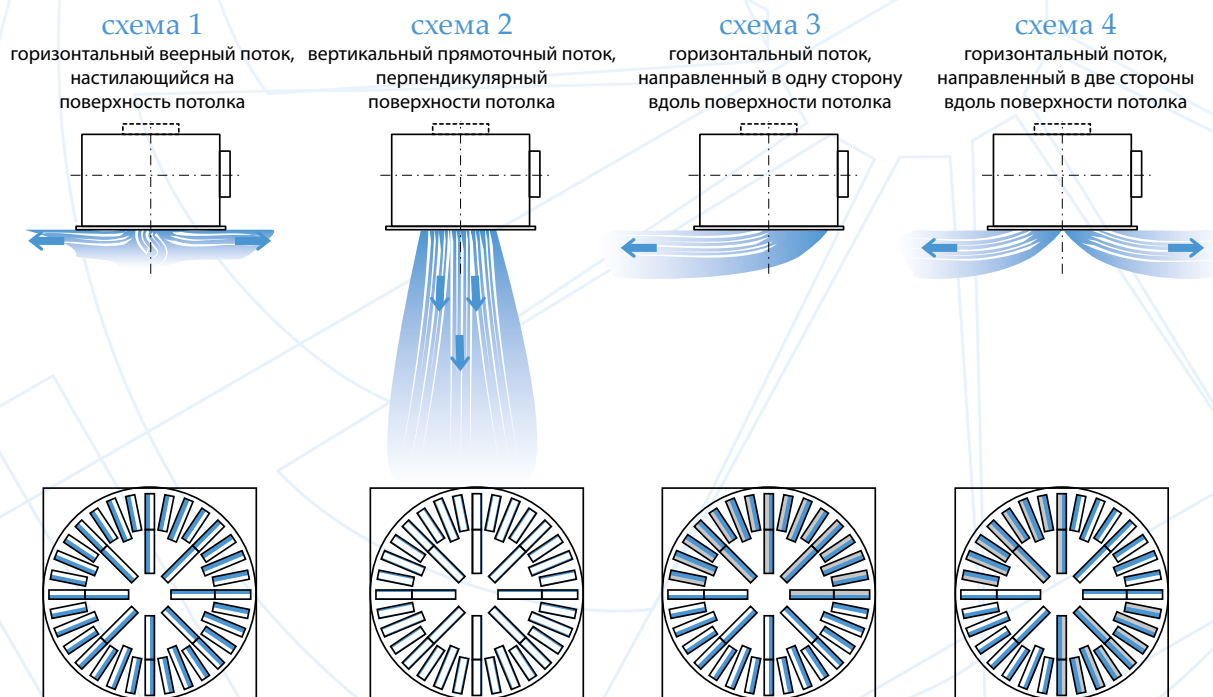 схема 1
горизонтальный веерный поток,
настилающийся на
поверхность потолка
схема 2
вертикальный прямоточный поток,
перпендикулярный
поверхности потолка
схема 3
горизонтальный поток,
направленный в одну сторону
вдоль поверхности потолка
схема 4
горизонтальный поток,
направленный в две стороны
вдоль поверхности потолка